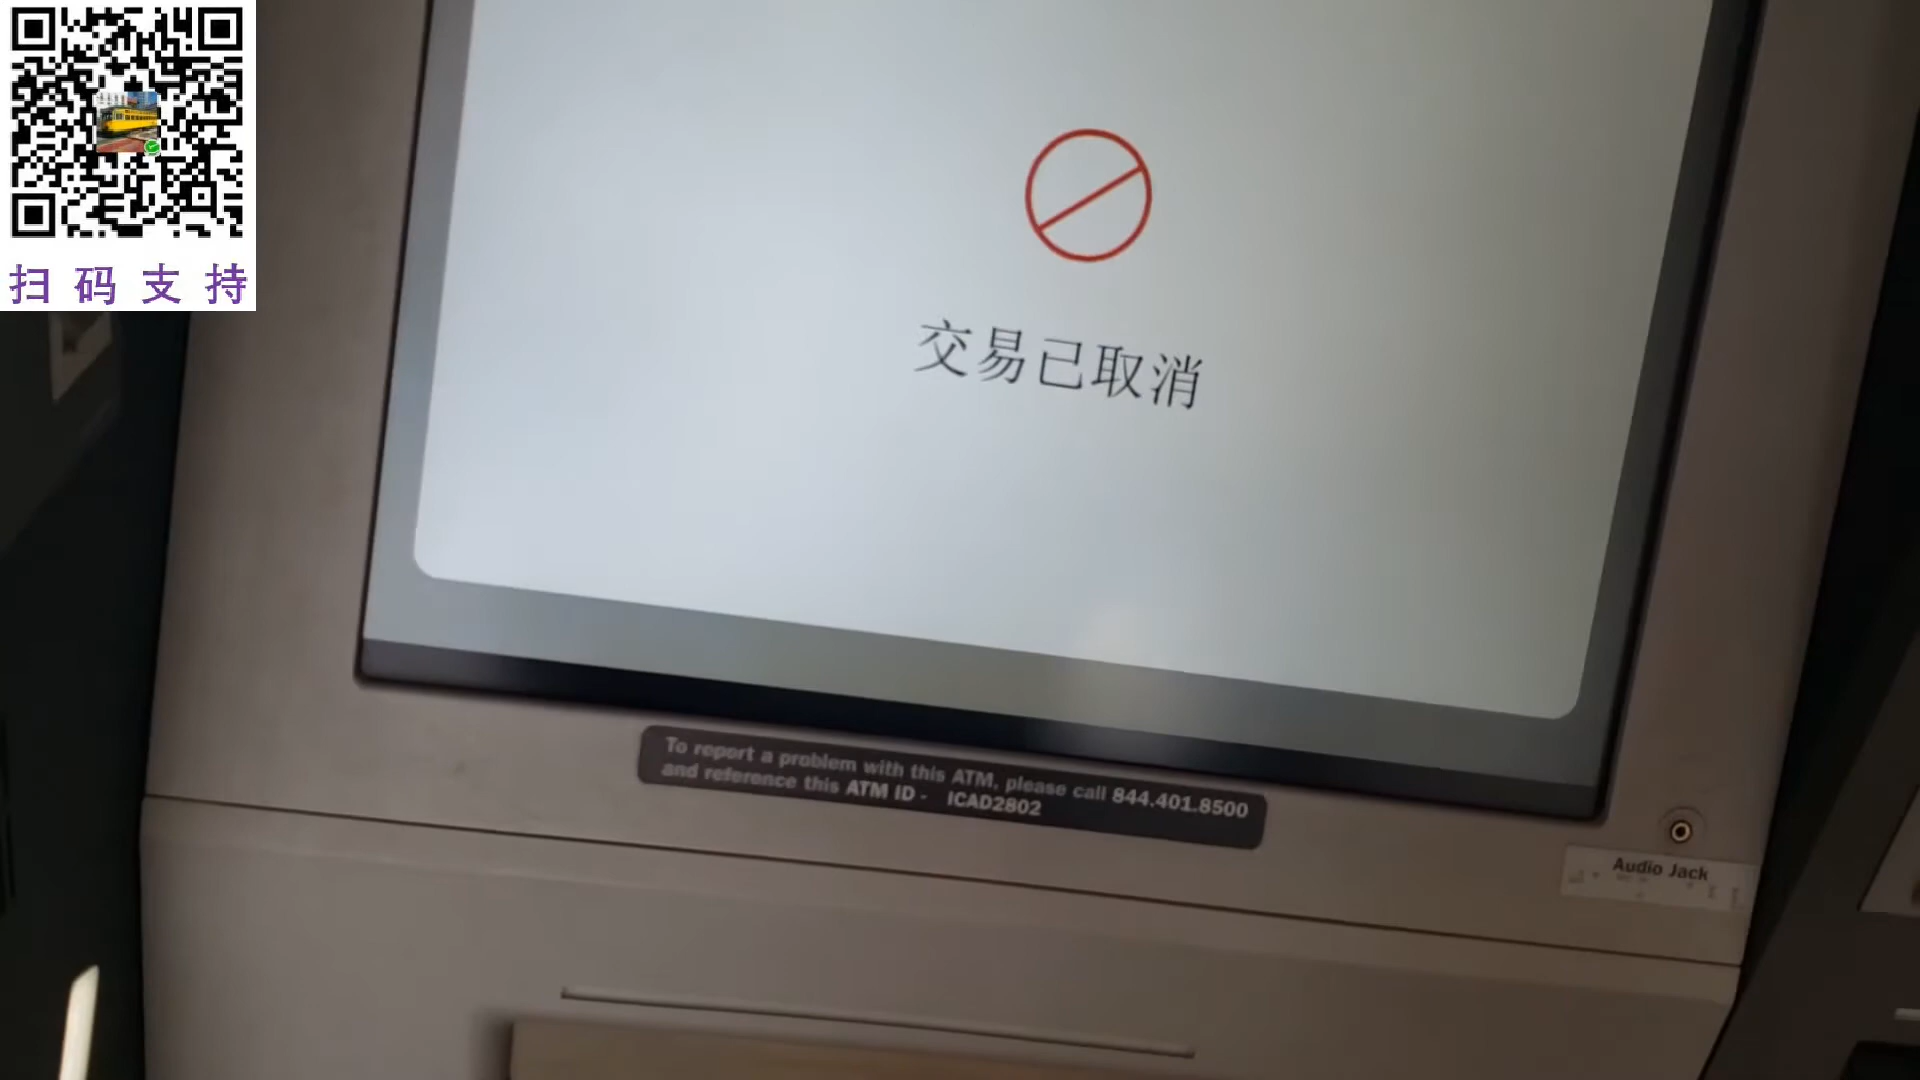 扫码支持
交易已取消
To report a problem with this ATM, please call 844.401.8500
and reference this ATM ID - ICAD2802
Audio Jack